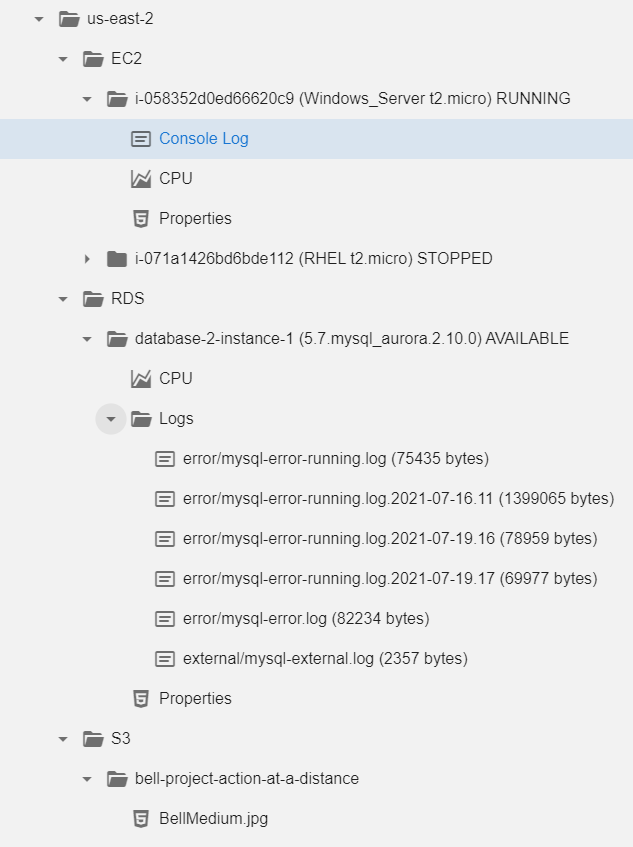 us-east-2
EC2
i-058352d0ed66620c9 (Windows_Server t2.micro) RUNNING
Console Log
CPU
Properties
i-071a1426bd6bde112 (RHEL t2.micro) STOPPED
RDS
database-2-instance-1 (5.7.mysql_aurora.2.10.0) AVAILABLE
CPU
Logs
error/mysql-error-running.log (75435 bytes)
error/mysql-error-running.log.2021-07-16.11 (1399065 bytes)
error/mysql-error-running.log.2021-07-19.16 (78959 bytes)
error/mysql-error-running.log.2021-07-19.17 (69977 bytes)
error/mysql-error.log (82234 bytes)
external/mysql-external.log (2357 bytes)
Properties
S3
bell-project-action-at-a-distance
BellMedium.jpg